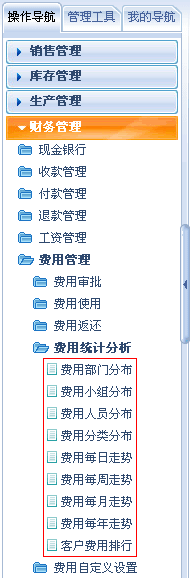 操作导航 管理工具 我的导航
销售管理
库存管理
生产管理
财务管理
现金银行
收款管理
付款管理
退款管理
工资管理
费用管理
费用审批
费用使用
费用返还
费用统计分析
费用部门分布
费用小组分布
费用人员分布
费用分类分布
费用每日走势
费用每周走势
费用每月走势
费用每年走势
客户费用排行
费用自定义设置